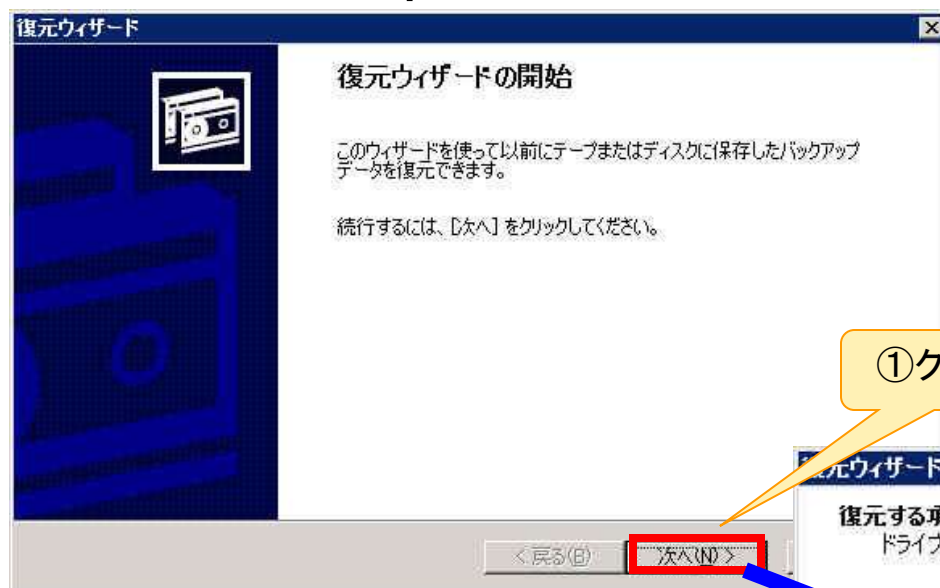 復元ウィザード
復元ウィザードの開始
このウィザードを使って以前にテープまたはディスクに保存したバックアップ
データを復元できます。
続行するには、[次へ] をクリックしてください。
①ク
復元ウィザード
復元する項
ドライブ
< 戻る(B)
次へ(N) >